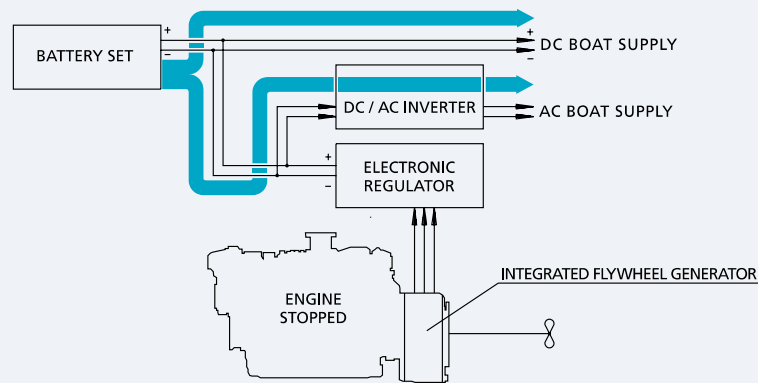 BATTERY SET
+
−
+
−
DC BOAT SUPPLY
DC / AC INVERTER
AC BOAT SUPPLY
+
−
ELECTRONIC
REGULATOR
ENGINE
STOPPED
INTEGRATED FLYWHEEL GENERATOR